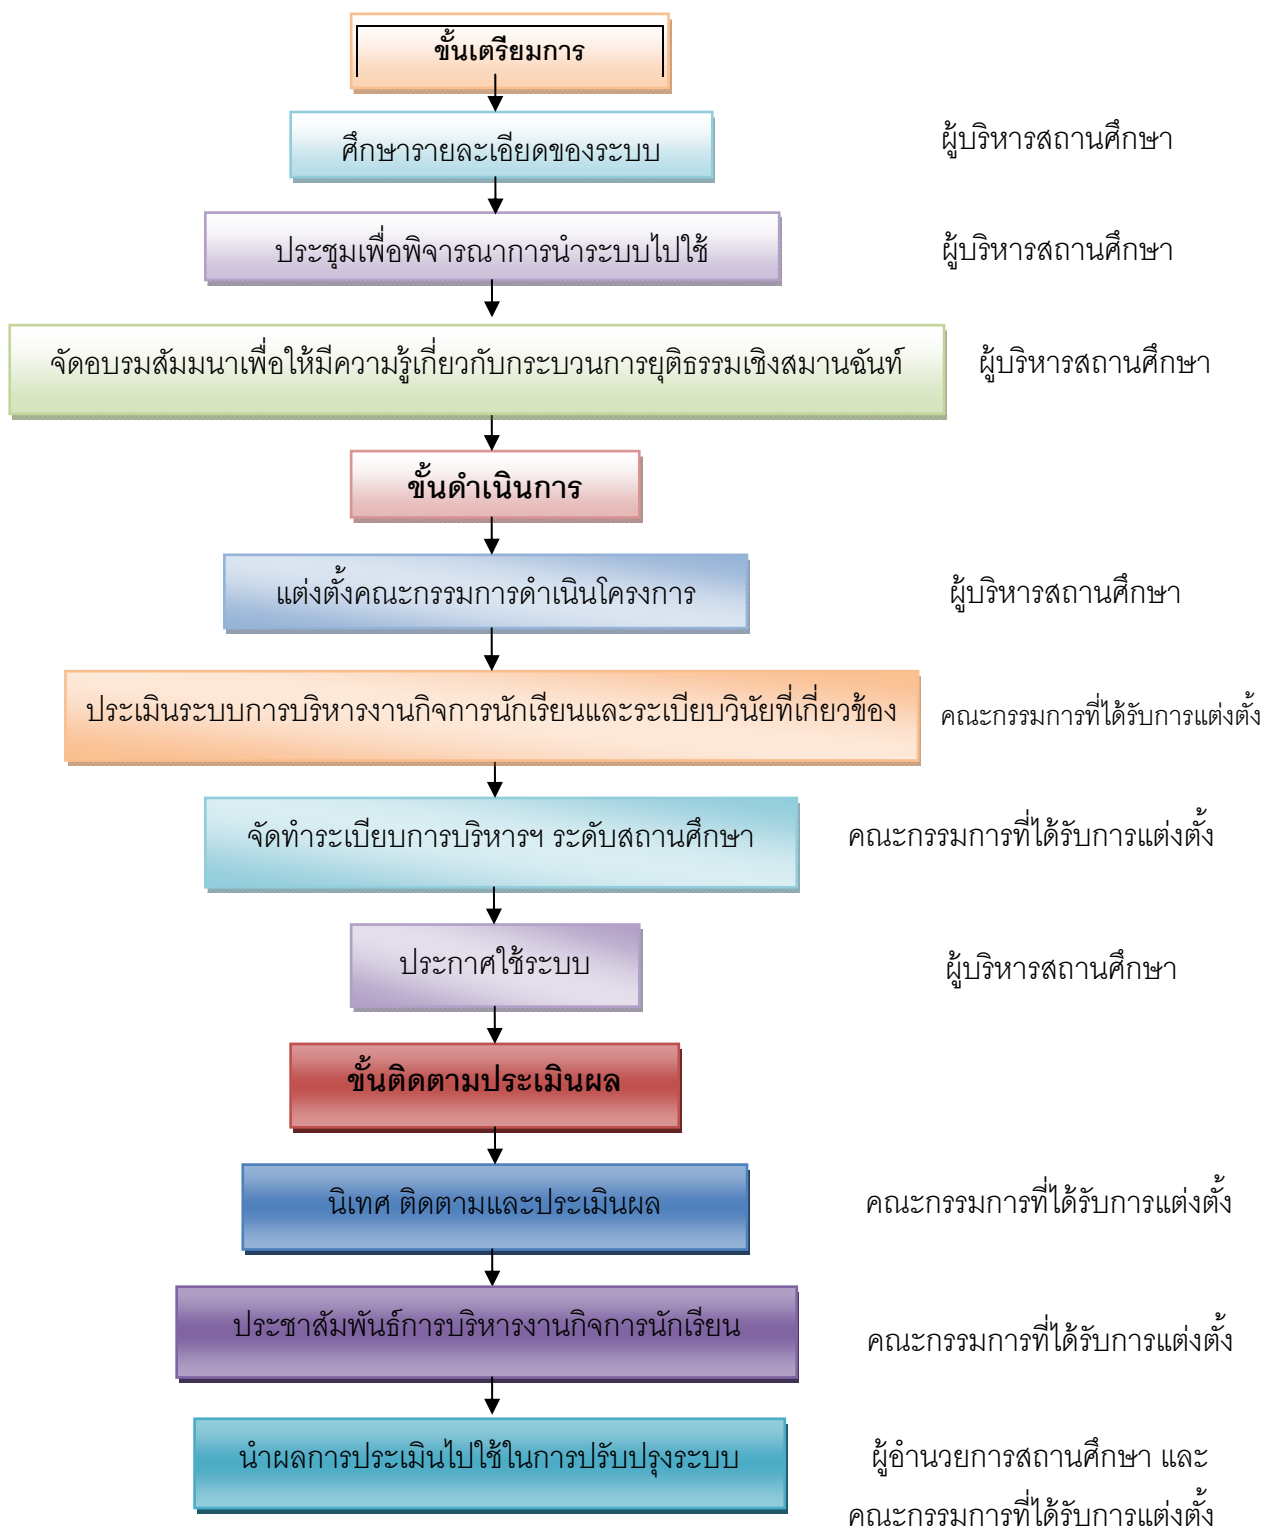 ขั้นเตรียมการ
ศึกษารายละเอียดของระบบ
ผู้บริหารสถานศึกษา
ประชุมเพื่อพิจารณาการนำระบบไปใช้
ผู้บริหารสถานศึกษา
จัดอบรมสัมมนาเพื่อให้มีความรู้เกี่ยวกับกระบวนการยุติธรรมเชิงสมานฉันท์
ผู้บริหารสถานศึกษา
ขั้นดำเนินการ
แต่งตั้งคณะกรรมการดำเนินโครงการ
ผู้บริหารสถานศึกษา
ประเมินระบบการบริหารงานกิจการนักเรียนและระเบียบวินัยที่เกี่ยวข้อง
คณะกรรมการที่ได้รับการแต่งตั้ง
จัดทำระเบียบการบริหารฯ ระดับสถานศึกษา
คณะกรรมการที่ได้รับการแต่งตั้ง
ประกาศใช้ระบบ
ผู้บริหารสถานศึกษา
ขั้นติดตามประเมินผล
นิเทศ ติดตามและประเมินผล
คณะกรรมการที่ได้รับการแต่งตั้ง
ประชาสัมพันธ์การบริหารงานกิจการนักเรียน
คณะกรรมการที่ได้รับการแต่งตั้ง
นำผลการประเมินไปใช้ในการปรับปรุงระบบ
ผู้อำนวยการสถานศึกษา และ
คณะกรรมการที่ได้รับการแต่งตั้ง